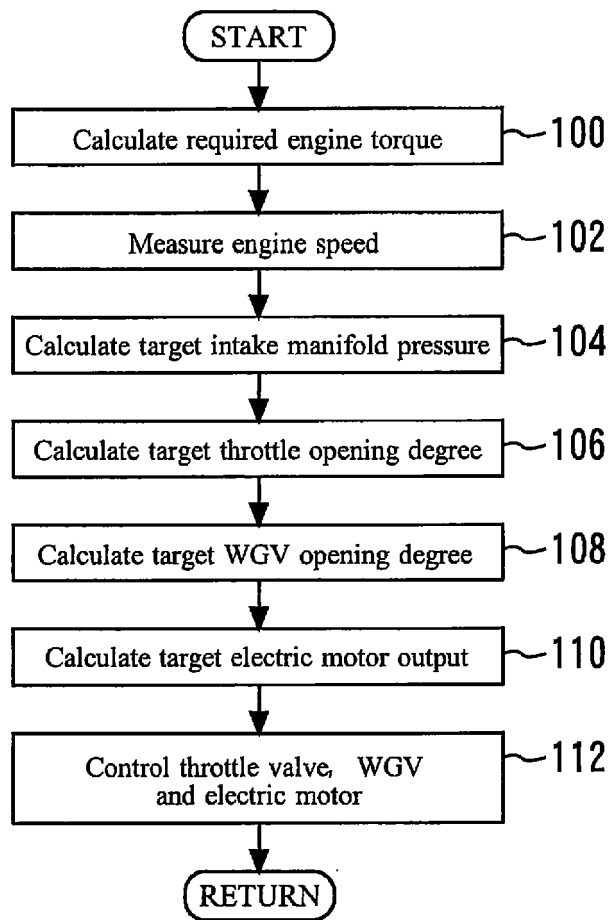 START
Calculate required engine torque
100
Measure engine speed
102
Calculate target intake manifold pressure
104
Calculate target throttle opening degree
106
Calculate target WGV opening degree
108
Calculate target electric motor output
110
Control throttle valve, WGV
and electric motor
112
RETURN